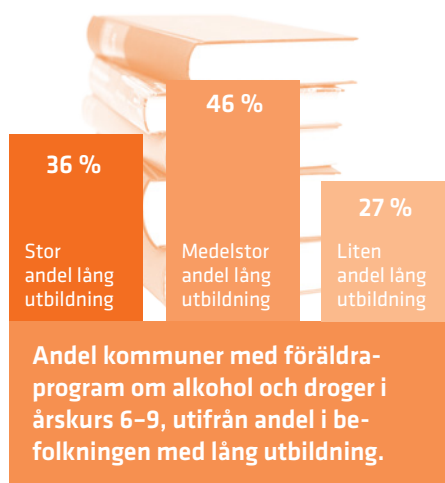 36 %
Stor
andel lång
utbildning
46 %
Medelstor
andel lång
utbildning
27 %
Liten
andel lång
utbildning
Andel kommuner med föräldra-
program om alkohol och droger i
årskurs 6–9, utifrån andel i be-
folkningen med lång utbildning.